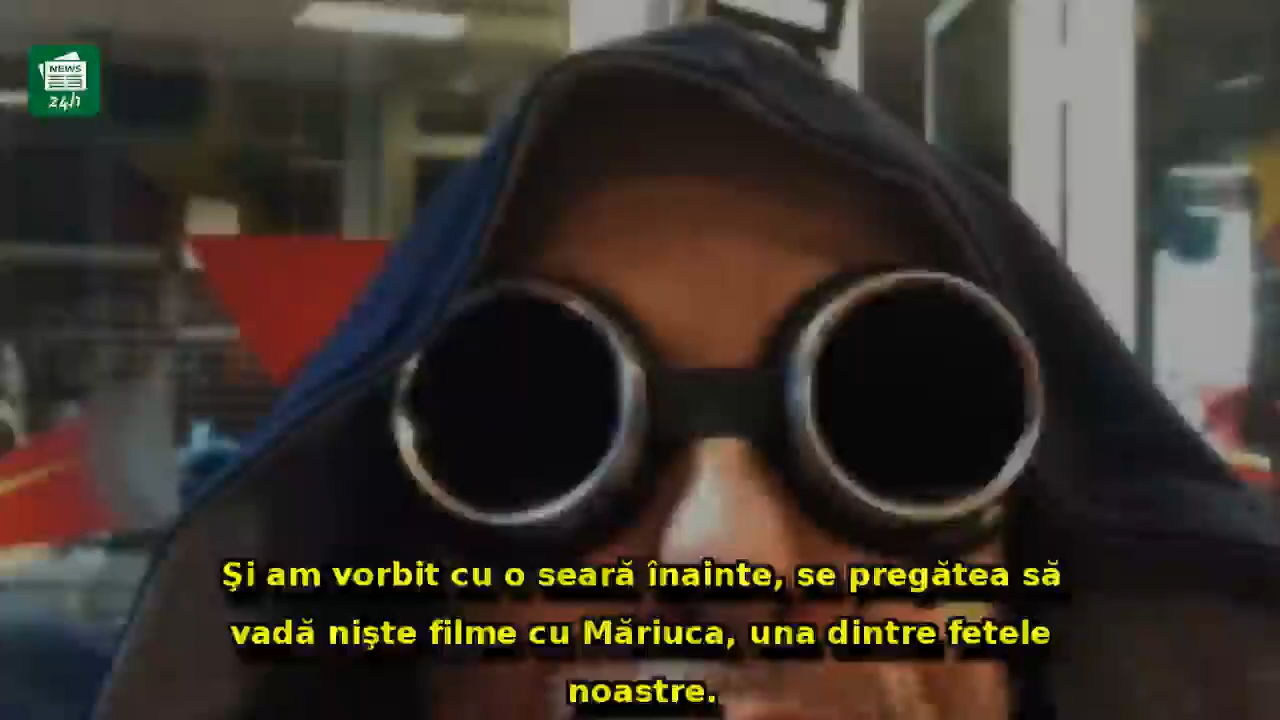 NEWS
24h
Şi am vorbit cu o seară înainte, se pregătea să
vadă nişte filme cu Măriuca, una dintre fetele
noastre.